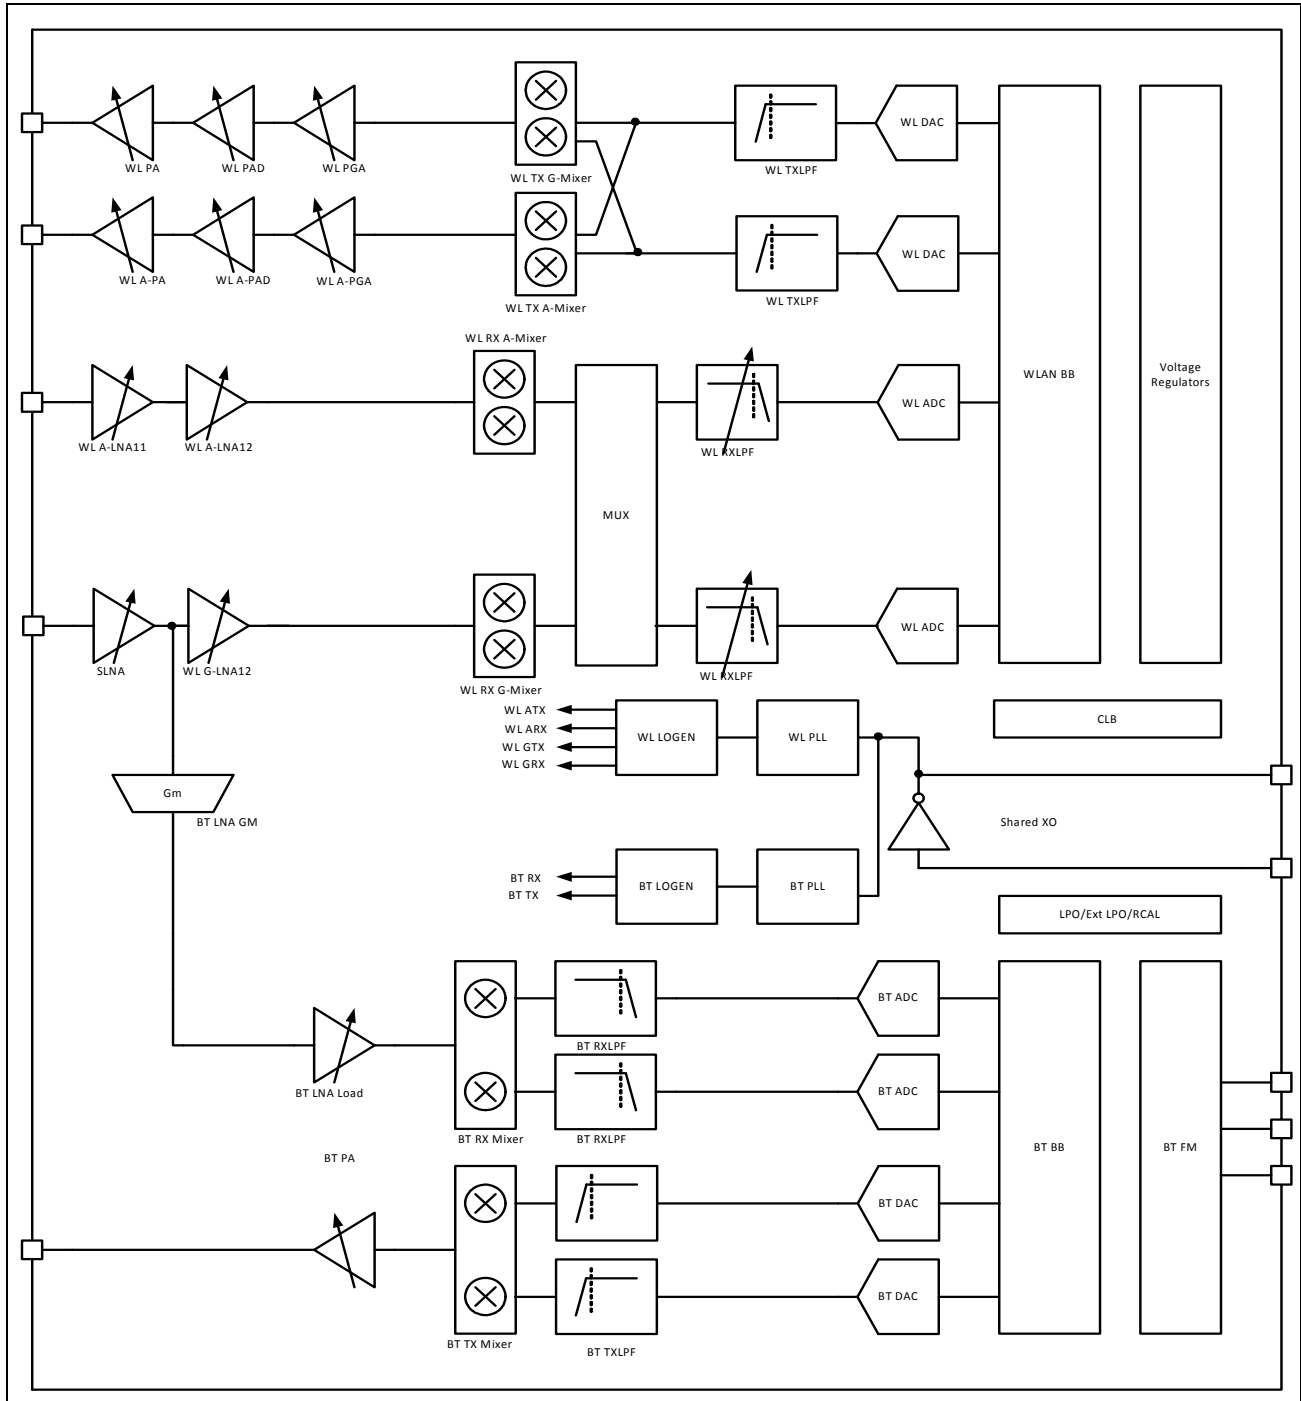 WL PA
WL PAD
WL PGA
WL TX G-Mixer
WL TXLPF
WL DAC
WL A-PA
WL A-PAD
WL A-PGA
WL TX A-Mixer
WL TXLPF
WL DAC
WL RX A-Mixer
WLAN BB
Voltage
Regulators
WL A-LNA11
WL A-LNA12
WL RXLPF
WL ADC
MUX
SLNA
WL G-LNA12
WL RX G-Mixer
WL RXLPF
WL ADC
WL ATX
WL ARX
WL GTX
WL GRX
WL LOGEN
WL PLL
CLB
Gm
BT LNA GM
Shared XO
BT RX
BT TX
BT LOGEN
BT PLL
LPO/Ext LPO/RCAL
BT ADC
BT RXLPF
BT LNA Load
BT ADC
BT RX Mixer
BT RXLPF
BT BB
BT FM
BT PA
BT DAC
BT DAC
BT TX Mixer
BT TXLPF